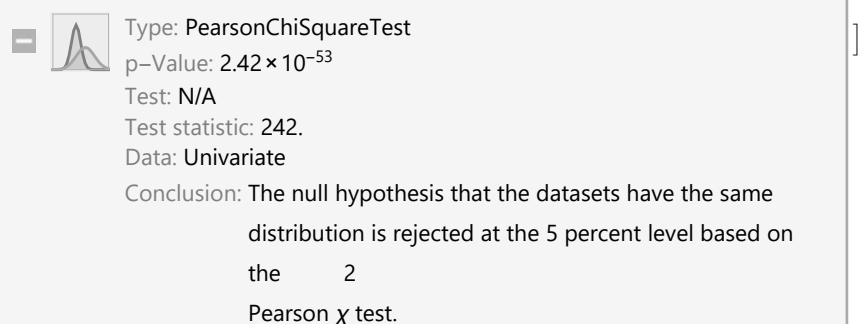 Type: PearsonChiSquareTest
p−Value: 2.42 × 10⁻⁵³
Test: N/A
Test statistic: 242.
Data: Univariate
Conclusion: The null hypothesis that the datasets have the same
distribution is rejected at the 5 percent level based on
the 2
Pearson χ test.